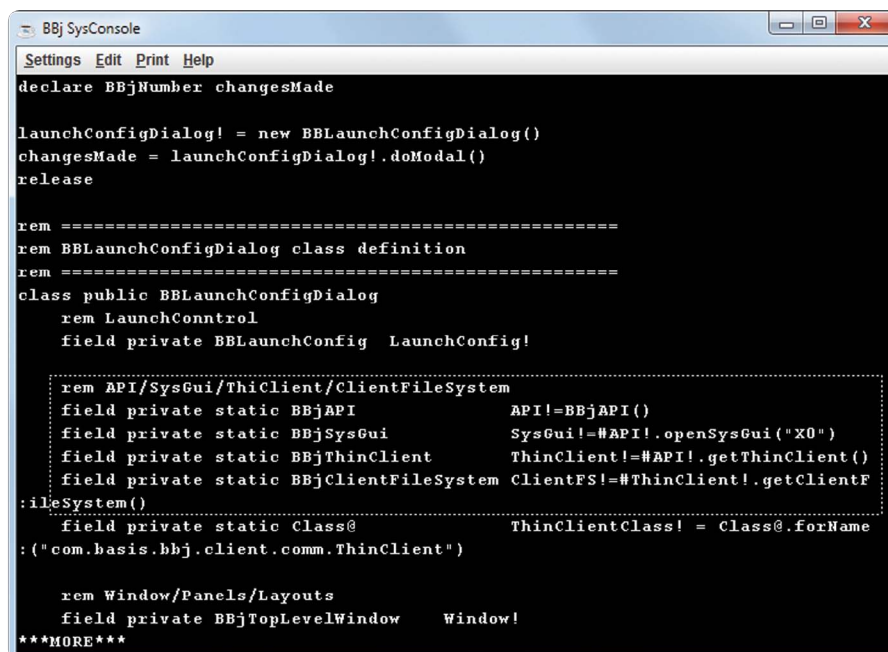 BBj SysConsole
Settings Edit Print Help
declare BBjNumber changesMade
launchConfigDialog! = new BBLaunchConfigDialog()
changesMade = launchConfigDialog!.doModal()
release
rem ===================================================
rem BBLaunchConfigDialog class definition
rem ===================================================
class public BBLaunchConfigDialog
    rem LaunchConntrol
    field private BBLaunchConfig  LaunchConfig!
    rem API/SysGui/ThiClient/ClientFileSystem
    field private static BBjAPI              API!=BBjAPI()
    field private static BBjSysGui           SysGui!=#API!.openSysGui("X0")
    field private static BBjThinClient       ThinClient!=#API!.getThinClient()
    field private static BBjClientFileSystem ClientFS!=#ThinClient!.getClientF
:ileSystem()
    field private static Class@              ThinClientClass! = Class@.forName
:("com.basis.bbj.client.comm.ThinClient")
    rem Window/Panels/Layouts
    field private BBjTopLevelWindow    Window!
***MORE***